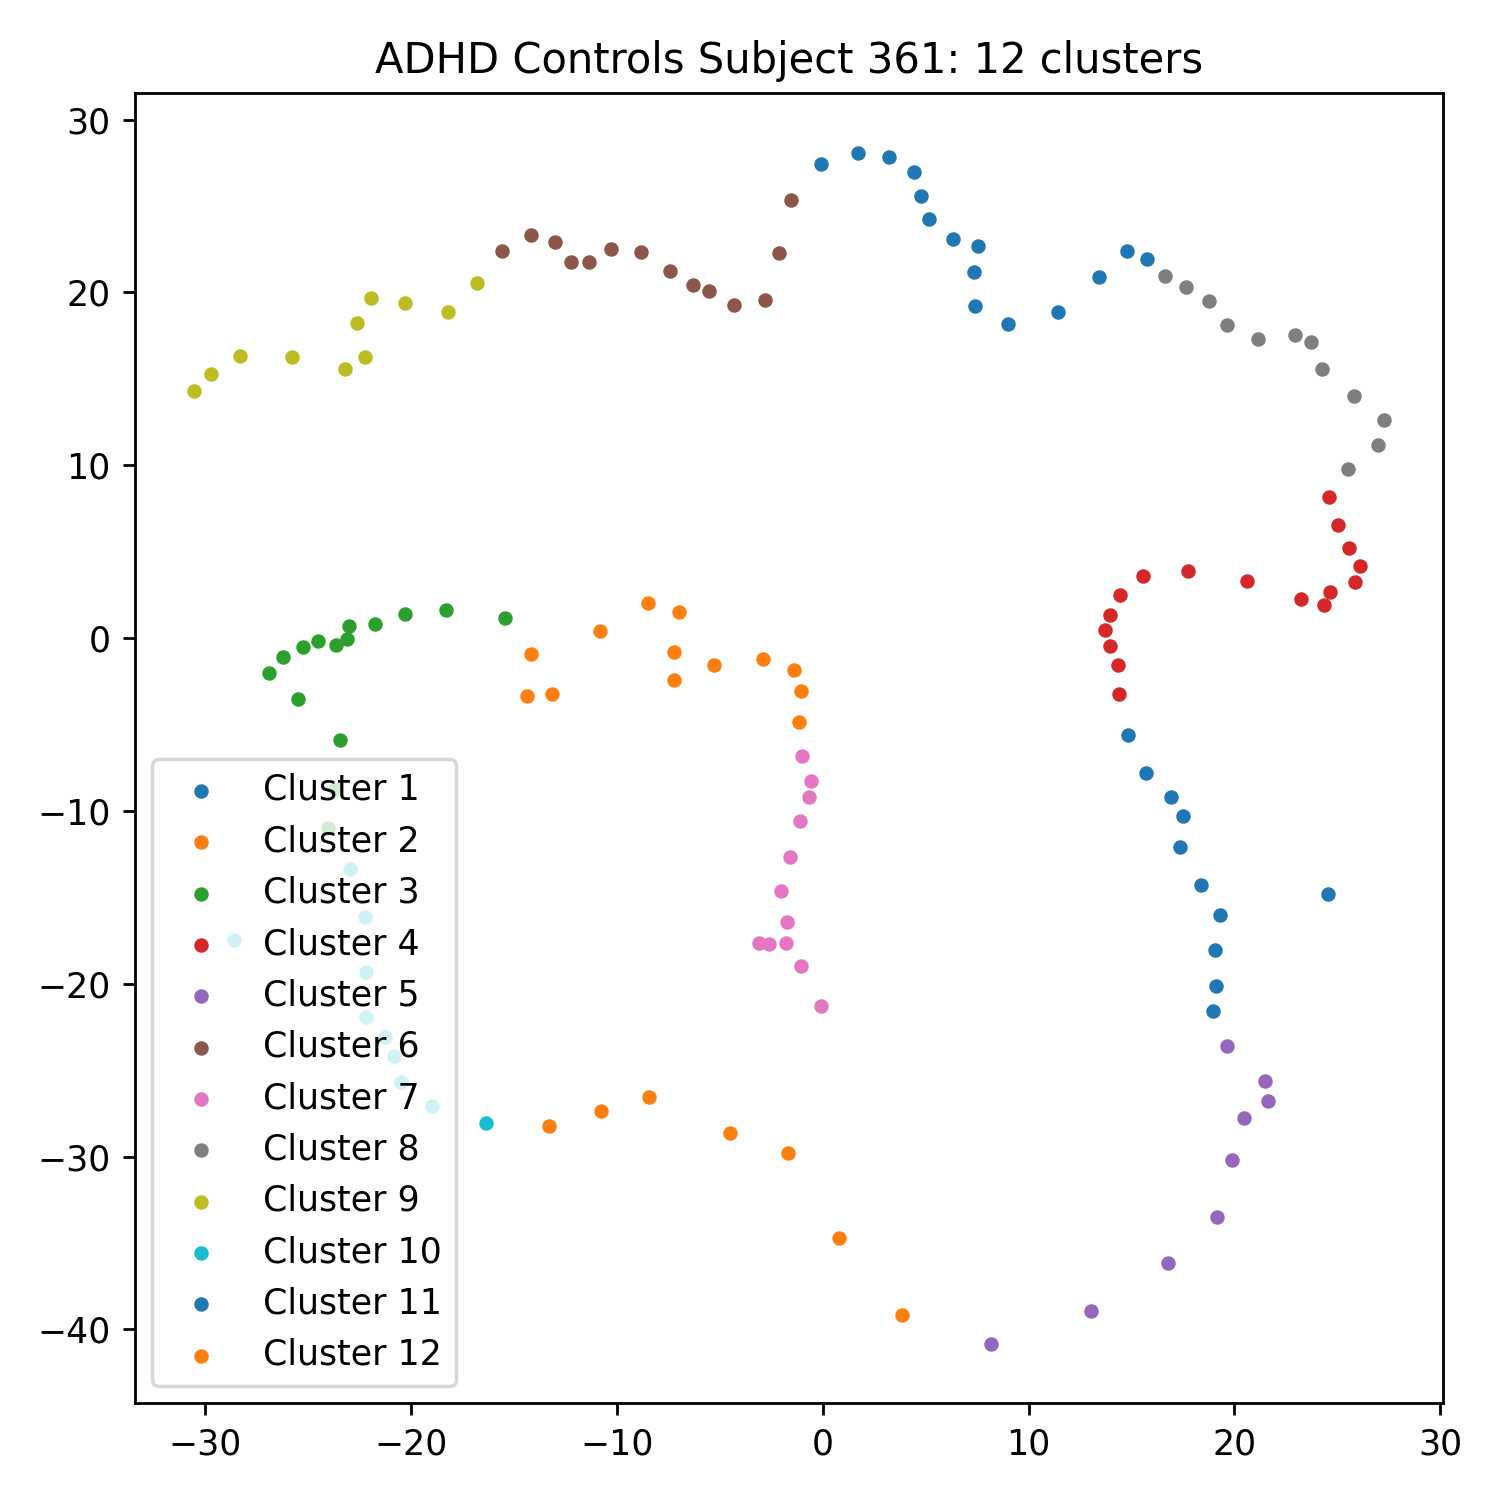 ADHD Controls Subject 361: 12 clusters
30
20
10
0
−10
−20
−30
−40
Cluster 1
Cluster 2
Cluster 3
Cluster 4
Cluster 5
Cluster 6
Cluster 7
Cluster 8
Cluster 9
Cluster 10
Cluster 11
Cluster 12
−30 −20 −10 0 10 20 30